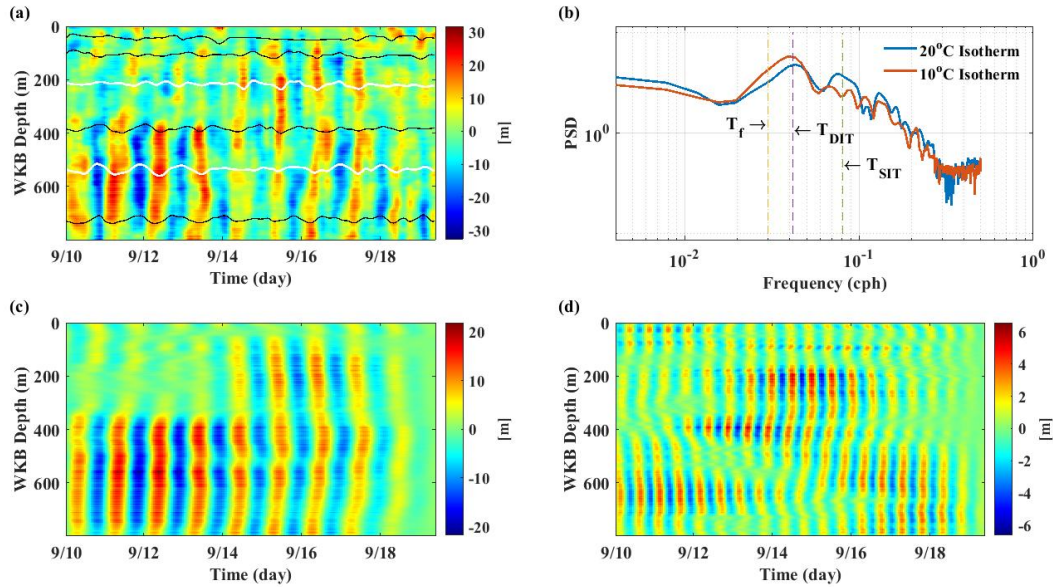 (a)
0
200
400
600
WKB Depth (m)
9/10
9/12
9/14
9/16
9/18
Time (day)
30
20
10
0
-10
-20
-30
[m]
(b)
20°C Isotherm
10°C Isotherm
T_f →
← T_DIT
← T_SIT
10^0
PSD
10^-2
10^-1
10^0
Frequency (cph)
(c)
0
200
400
600
WKB Depth (m)
9/10
9/12
9/14
9/16
9/18
Time (day)
20
10
0
-10
-20
[m]
(d)
0
200
400
600
WKB Depth (m)
9/10
9/12
9/14
9/16
9/18
Time (day)
6
4
2
0
-2
-4
-6
[m]